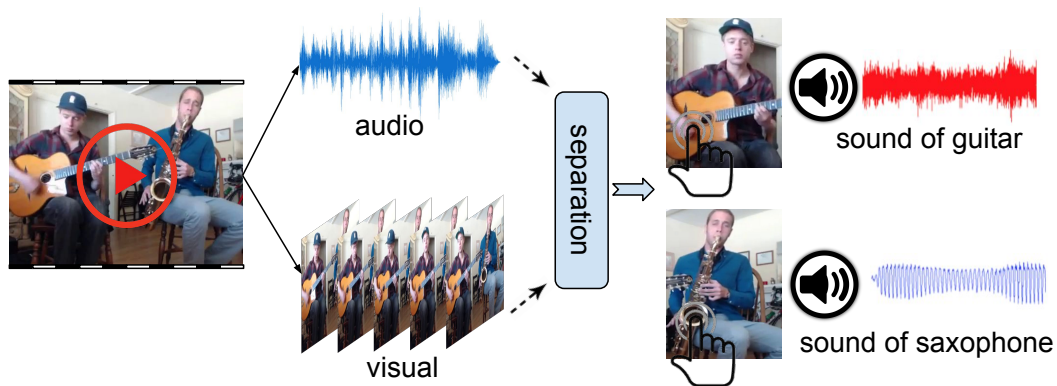 audio
visual
separation
sound of guitar
sound of saxophone